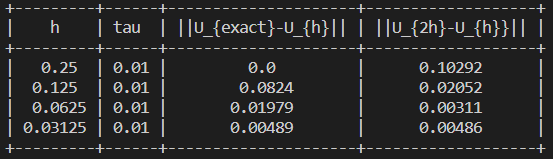 | h | tau | ||U_{exact}-U_{h}|| | ||U_{2h}-U_{h}}|| |
| 0.25 | 0.01 | 0.0 | 0.10292 |
| 0.125 | 0.01 | 0.0824 | 0.02052 |
| 0.0625 | 0.01 | 0.01979 | 0.00311 |
| 0.03125 | 0.01 | 0.00489 | 0.00486 |